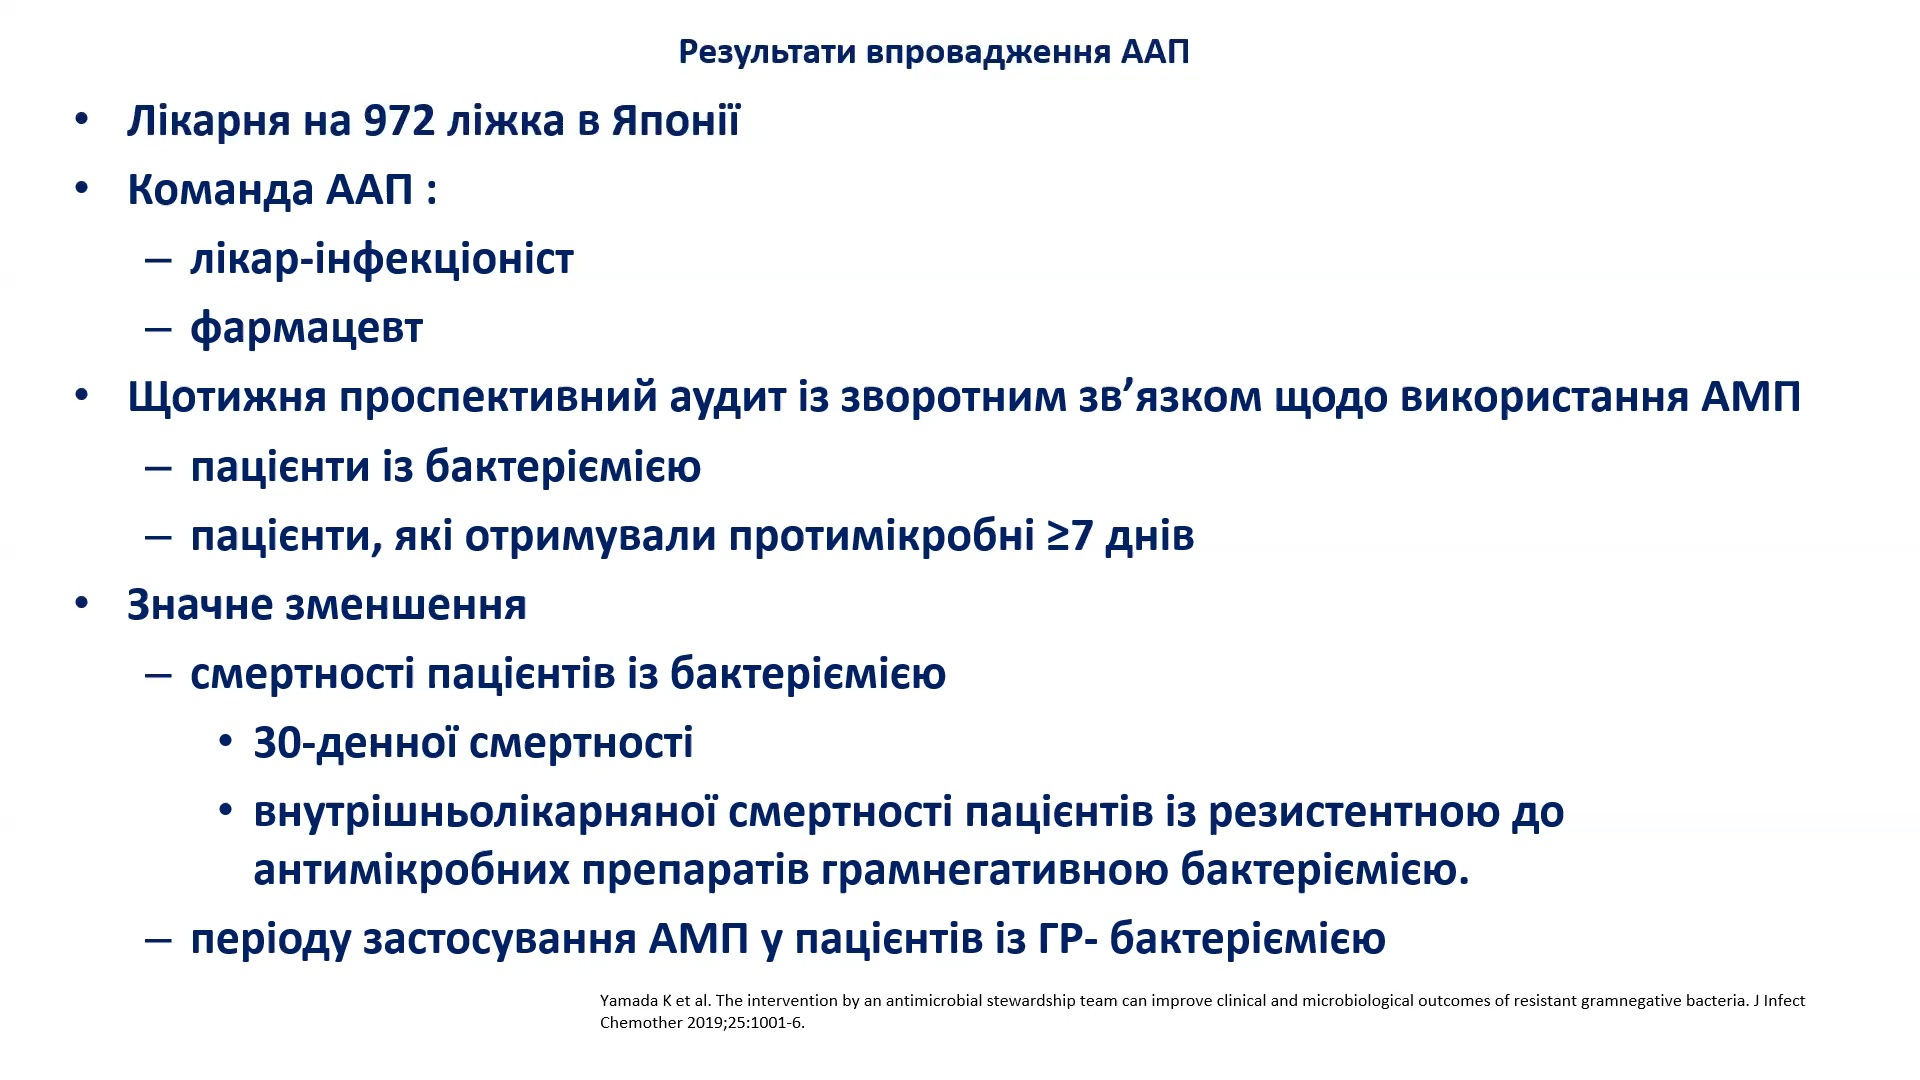 Результати впровадження ААП
• Лікарня на 972 ліжка в Японії
• Команда ААП :
– лікар-інфекціоніст
– фармацевт
• Щотижня проспективний аудит із зворотним зв’язком щодо використання АМП
– пацієнти із бактеріємією
– пацієнти, які отримували протимікробні ≥7 днів
• Значне зменшення
– смертності пацієнтів із бактеріємією
• 30-денної смертності
• внутрішньолікарняної смертності пацієнтів із резистентною до
антимікробних препаратів грамнегативною бактеріємією.
– періоду застосування АМП у пацієнтів із ГР- бактеріємією
Yamada K et al. The intervention by an antimicrobial stewardship team can improve clinical and microbiological outcomes of resistant gramnegative bacteria. J Infect
Chemother 2019;25:1001-6.